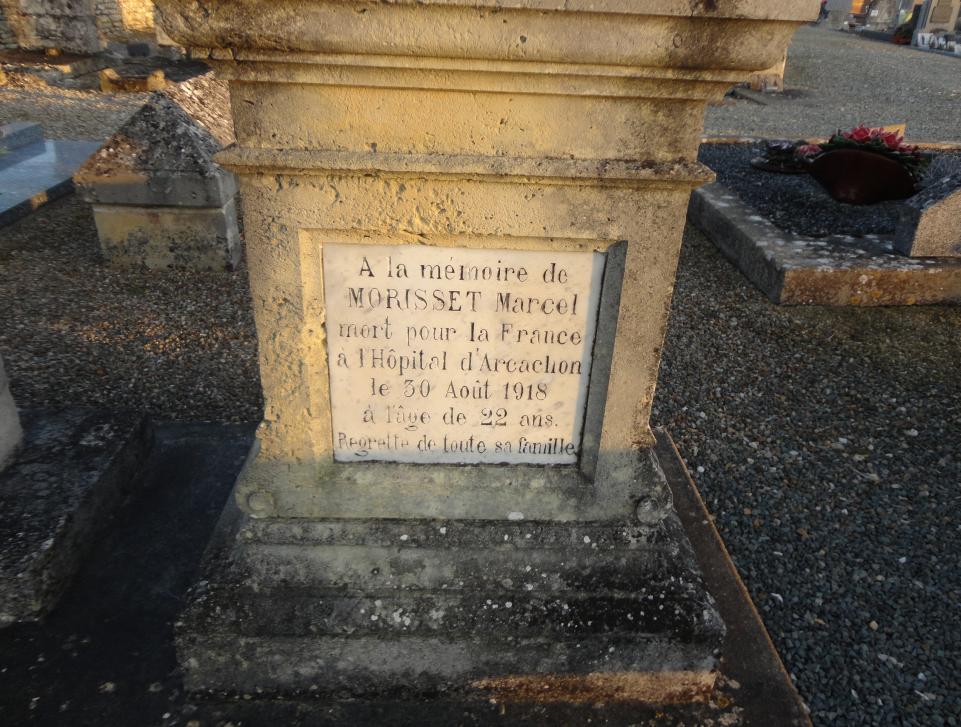 A la mémoire de
MORISSET Marcel
mort pour la France
à l'Hôpital d'Arcachon
le 30 Août 1918
à l'âge de 22 ans.
Regretté de toute sa famille